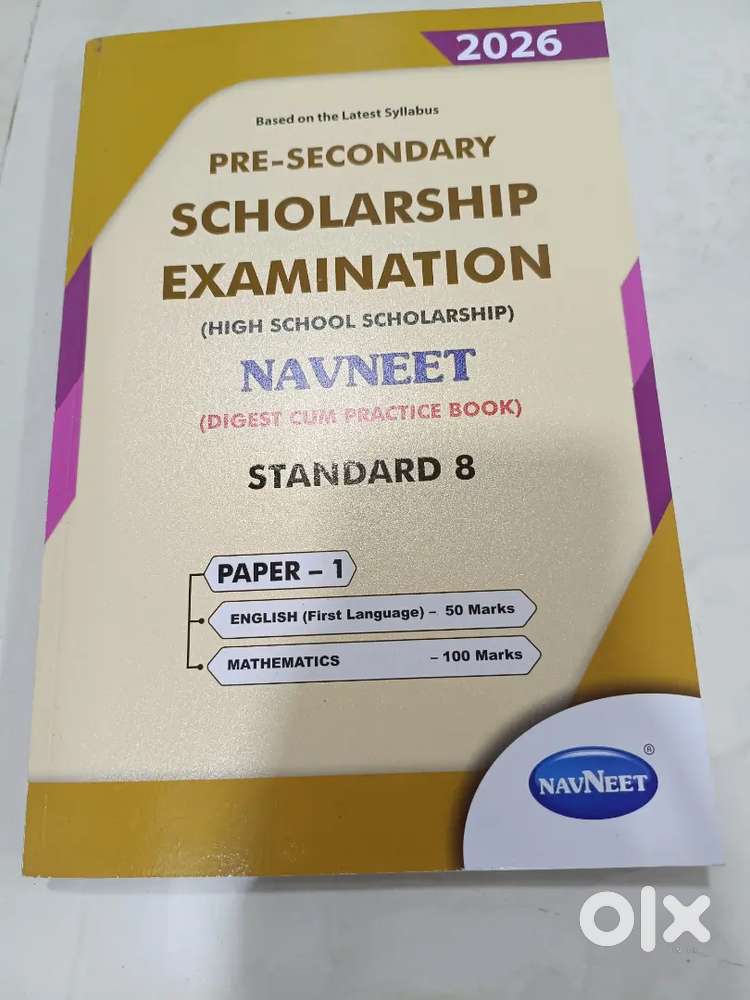 2026
Based on the Latest Syllabus
PRE-SECONDARY
SCHOLARSHIP
EXAMINATION
(HIGH SCHOOL SCHOLARSHIP)
NAVNEET
(DIGEST CUM PRACTICE BOOK)
STANDARD 8
PAPER – 1
ENGLISH (First Language) – 50 Marks
MATHEMATICS – 100 Marks
NAVNEET ®
olx